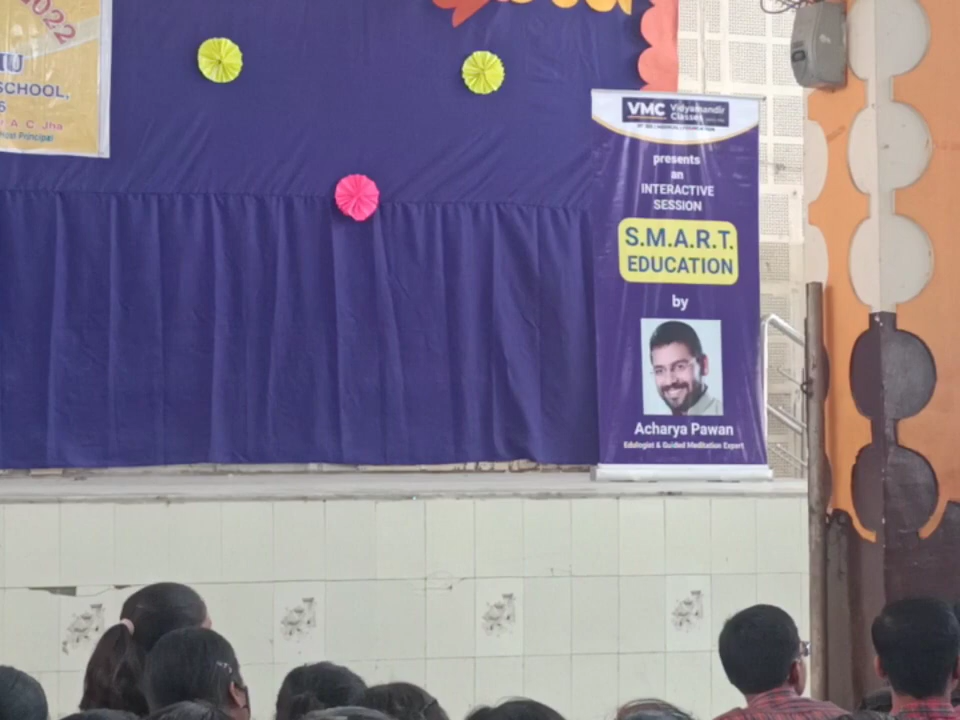 2022
SCHOOL,
A. C. Jha
Principal
VMC Vidyamandir
Classes
presents
an
INTERACTIVE
SESSION
S.M.A.R.T.
EDUCATION
by
Acharya Pawan
Edulogist & Guided Meditation Expert